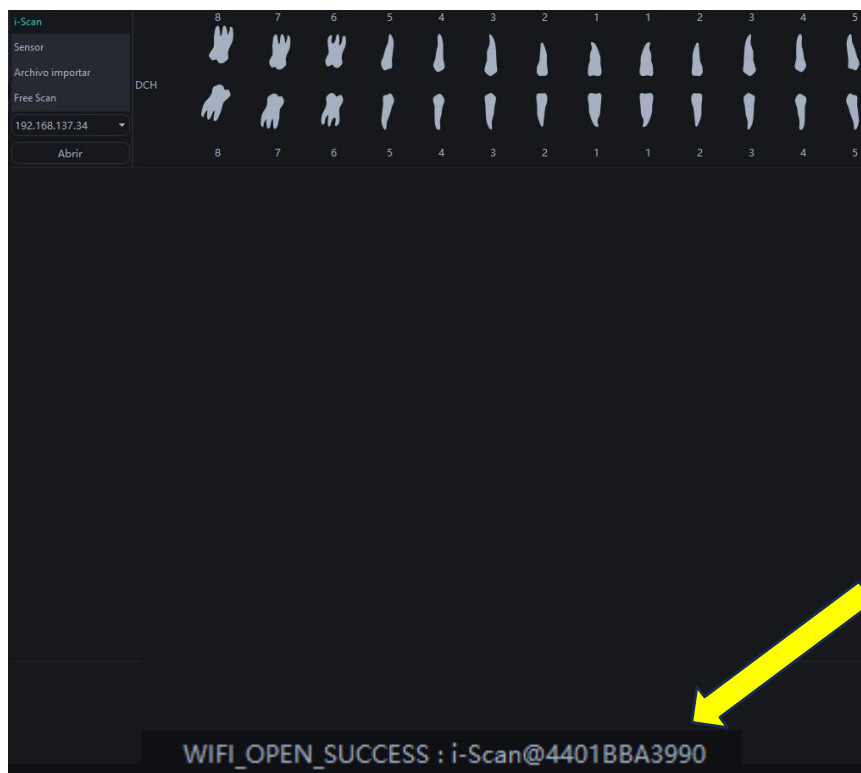 i-Scan
Sensor
Archivo importar
Free Scan
192.168.137.34
Abrir
8 7 6 5 4 3 2 1 1 2 3 4 5
DCH
8 7 6 5 4 3 2 1 1 2 3 4 5
WIFI_OPEN_SUCCESS : i-Scan@4401BBA3990